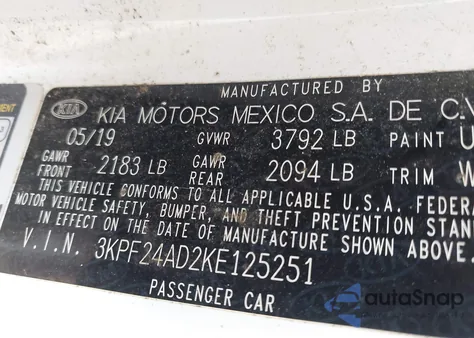 MANUFACTURED BY
KIA KIA MOTORS MEXICO S.A. DE C.V
05/19 GVWR 3792 LB PAINT U
GAWR FRONT 2183 LB GAWR REAR 2094 LB TRIM W
THIS VEHICLE CONFORMS TO ALL APPLICABLE U.S.A. FEDERA
MOTOR VEHICLE SAFETY, BUMPER, AND THEFT PREVENTION STAND
IN EFFECT ON THE DATE OF MANUFACTURE SHOWN ABOVE.
V.I.N. 3KPF24AD2KE125251
PASSENGER CAR
autoSnap